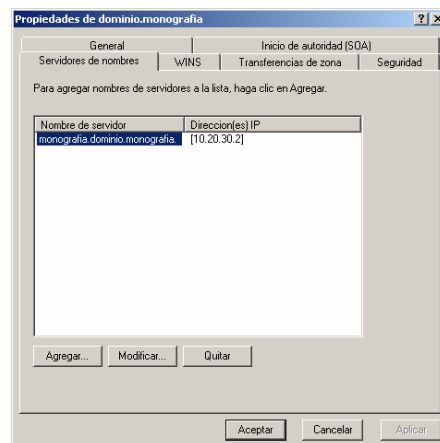 Propiedades de dominio.monografia
General Inicio de autoridad (SOA)
Servidores de nombres WINS Transferencias de zona Seguridad
Para agregar nombres de servidores a la lista, haga clic en Agregar.
Nombre de servidor Direccion(es) IP
monografia.dominio.monografia. [10.20.30.2]
Agregar... Modificar... Quitar
Aceptar Cancelar Aplicar